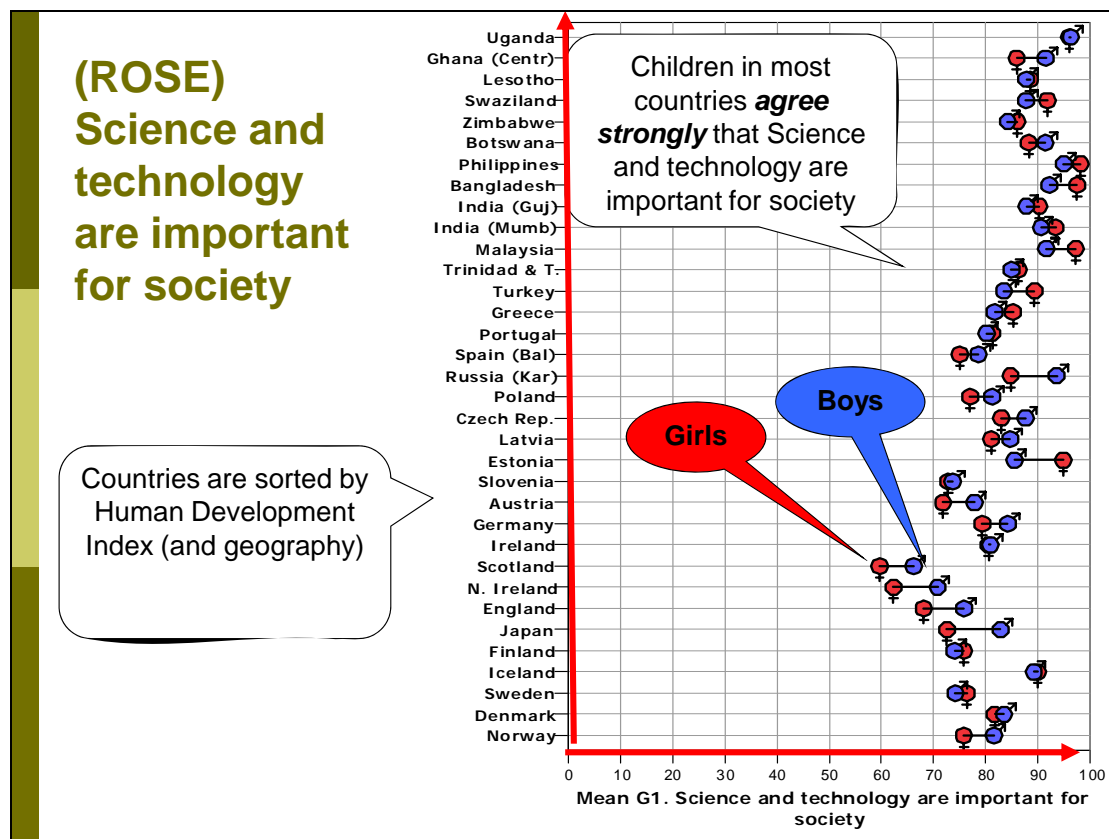 (ROSE)
Science and
technology
are important
for society
Countries are sorted by
Human Development
Index (and geography)
Children in most
countries agree
strongly that Science
and technology are
important for society
Girls
Boys
Uganda
Ghana (Centr)
Lesotho
Swaziland
Zimbabwe
Botswana
Philippines
Bangladesh
India (Guj)
India (Mumb)
Malaysia
Trinidad & T.
Turkey
Greece
Portugal
Spain (Bal)
Russia (Kar)
Poland
Czech Rep.
Latvia
Estonia
Slovenia
Austria
Germany
Ireland
Scotland
N. Ireland
England
Japan
Finland
Iceland
Sweden
Denmark
Norway
0 10 20 30 40 50 60 70 80 90 100
Mean G1. Science and technology are important for
society